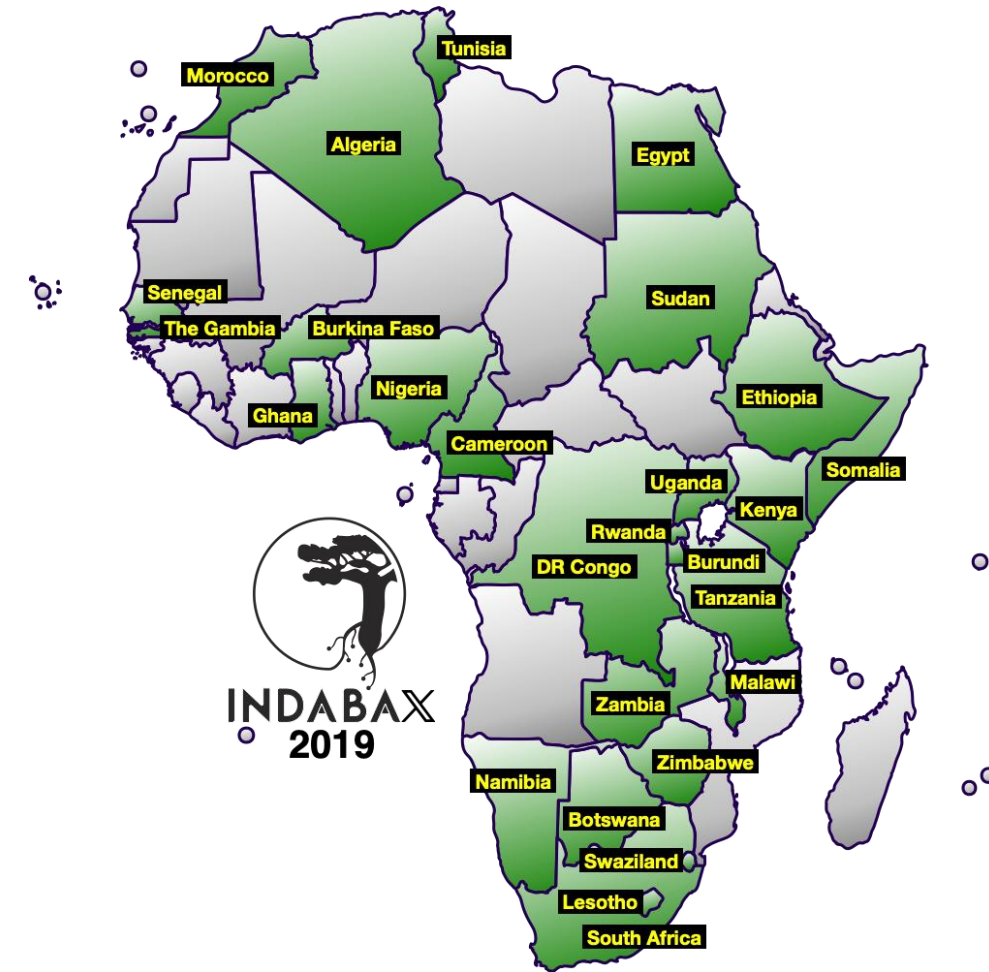 Tunisia
Morocco
Algeria
Egypt
Senegal
Sudan
The Gambia
Burkina Faso
Nigeria
Ethiopia
Ghana
Cameroon
Somalia
Uganda
Kenya
Rwanda
Burundi
DR Congo
Tanzania
Malawi
Zambia
INDABAX
2019
Zimbabwe
Namibia
Botswana
Swaziland
Lesotho
South Africa